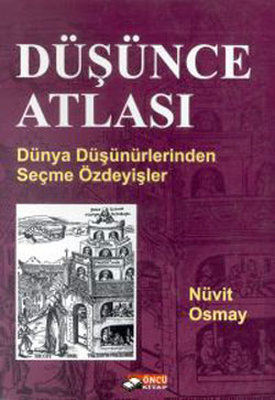 DÜŞÜNCE
ATLASI
Dünya Düşünürlerinden
Seçme Özdeyişler
Nüvit
Osmay
ÖNCÜ
KİTAP